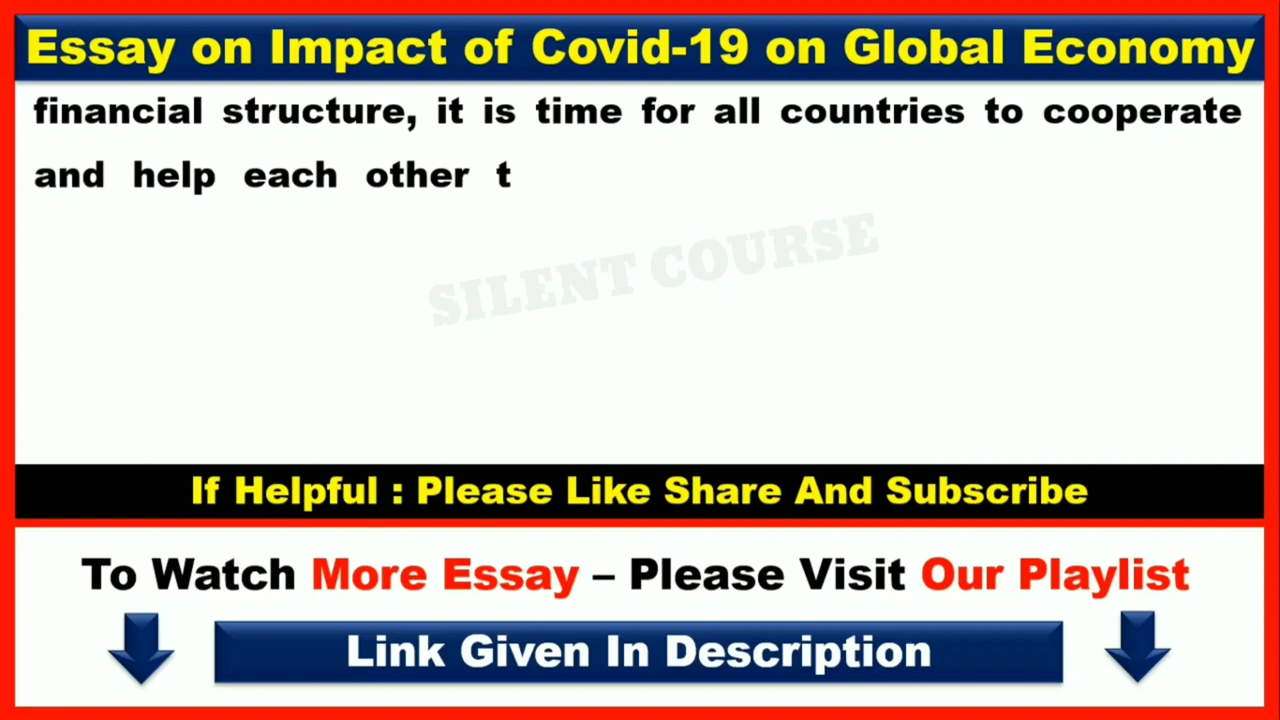 Essay on Impact of Covid-19 on Global Economy
financial structure, it is time for all countries to cooperate
and help each other t
SILENT COURSE
If Helpful : Please Like Share And Subscribe
To Watch More Essay – Please Visit Our Playlist
Link Given In Description